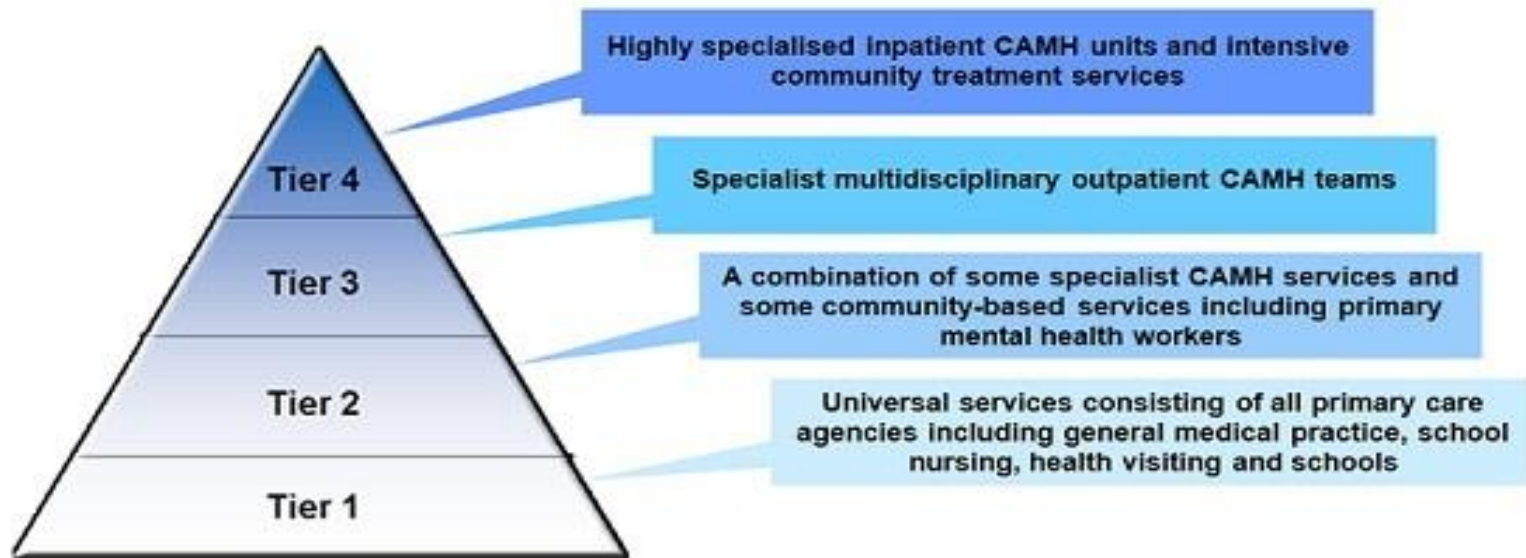 Highly specialised inpatient CAMH units and intensive
community treatment services
Tier 4
Specialist multidisciplinary outpatient CAMH teams
Tier 3
A combination of some specialist CAMH services and
some community-based services including primary
mental health workers
Tier 2
Universal services consisting of all primary care
agencies including general medical practice, school
nursing, health visiting and schools
Tier 1